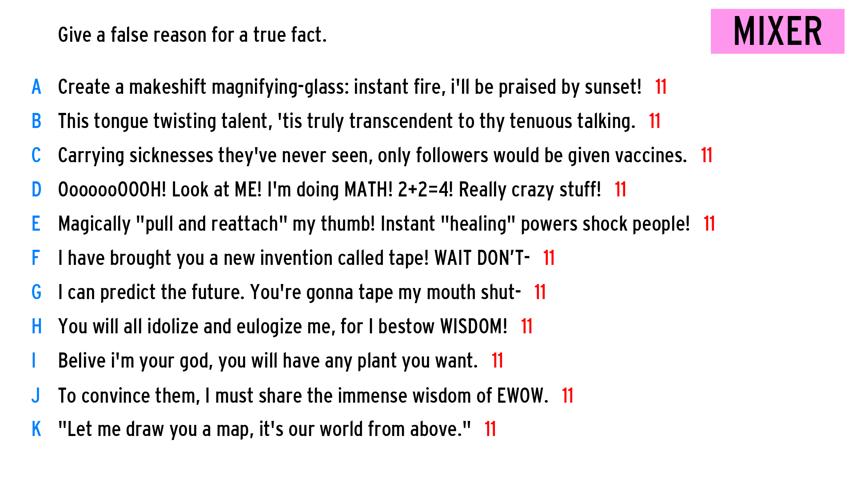 Give a false reason for a true fact.
MIXER
A Create a makeshift magnifying-glass: instant fire, i'll be praised by sunset! 11
B This tongue twisting talent, 'tis truly transcendent to thy tenuous talking. 11
C Carrying sicknesses they've never seen, only followers would be given vaccines. 11
D OoooooOOOH! Look at ME! I'm doing MATH! 2+2=4! Really crazy stuff! 11
E Magically "pull and reattach" my thumb! Instant "healing" powers shock people! 11
F I have brought you a new invention called tape! WAIT DON'T- 11
G I can predict the future. You're gonna tape my mouth shut- 11
H You will all idolize and eulogize me, for I bestow WISDOM! 11
I Belive i'm your god, you will have any plant you want. 11
J To convince them, I must share the immense wisdom of EWOW. 11
K "Let me draw you a map, it's our world from above." 11